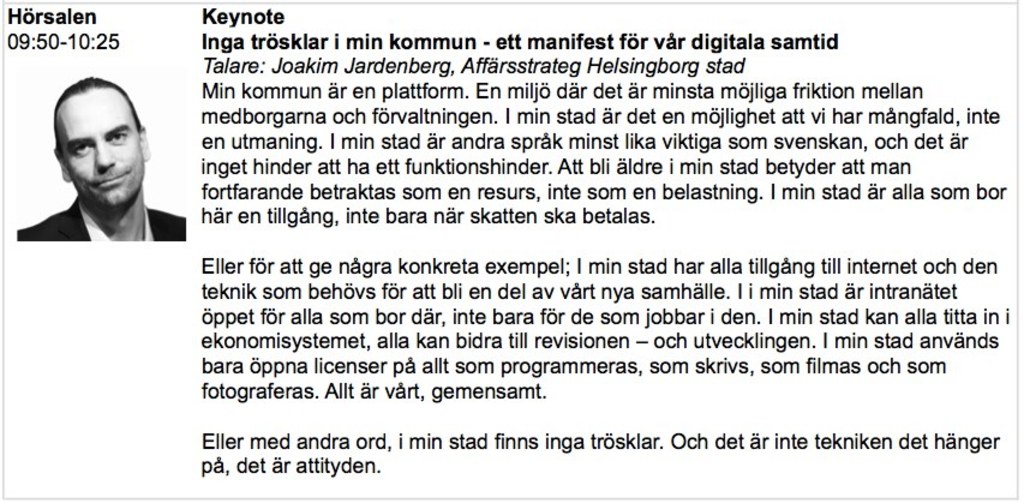 Hörsalen
09:50-10:25
Keynote
Inga trösklar i min kommun - ett manifest för vår digitala samtid
Talare: Joakim Jardenberg, Affärsstrateg Helsingborg stad
Min kommun är en plattform. En miljö där det är minsta möjliga friktion mellan
medborgarna och förvaltningen. I min stad är det en möjlighet att vi har mångfald, inte
en utmaning. I min stad är andra språk minst lika viktiga som svenskan, och det är
inget hinder att ha ett funktionshinder. Att bli äldre i min stad betyder att man
fortfarande betraktas som en resurs, inte som en belastning. I min stad är alla som bor
här en tillgång, inte bara när skatten ska betalas.
Eller för att ge några konkreta exempel; I min stad har alla tillgång till internet och den
teknik som behövs för att bli en del av vårt nya samhälle. I i min stad är intranätet
öppet för alla som bor där, inte bara för de som jobbar i den. I min stad kan alla titta in i
ekonomisystemet, alla kan bidra till revisionen – och utvecklingen. I min stad används
bara öppna licenser på allt som programmeras, som skrivs, som filmas och som
fotograferas. Allt är vårt, gemensamt.
Eller med andra ord, i min stad finns inga trösklar. Och det är inte tekniken det hänger
på, det är attityden.